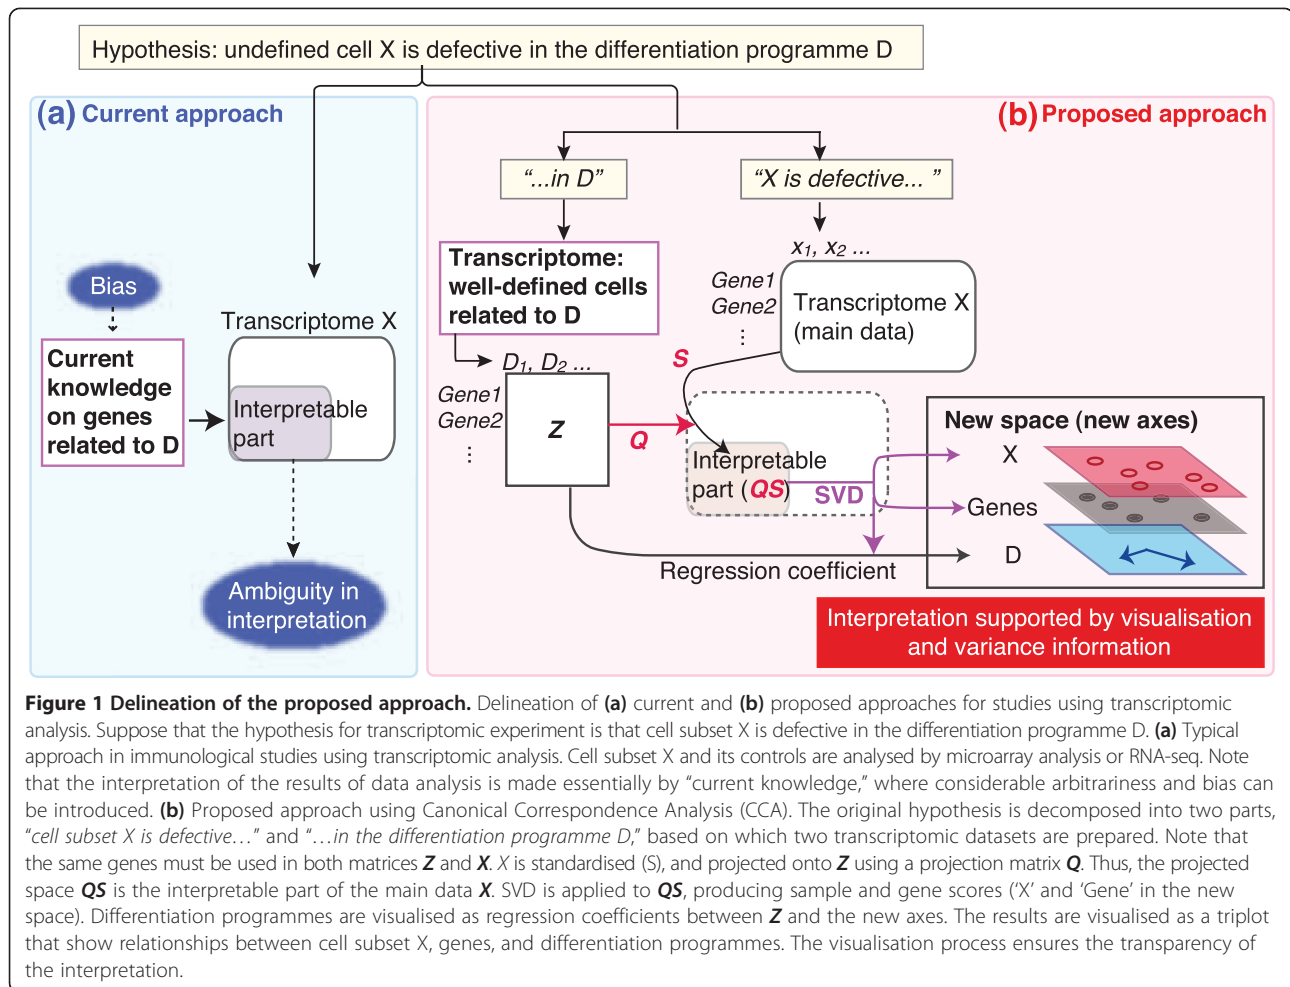 Hypothesis: undefined cell X is defective in the differentiation programme D
(a) Current approach
Bias
Current
knowledge
on genes
related to D
Transcriptome X
Interpretable
part
Ambiguity in
interpretation
(b) Proposed approach
“...in D”
“X is defective... ”
Transcriptome:
well-defined cells
related to D
x1, x2 ...
Gene1
Gene2
⋮
Transcriptome X
(main data)
S
D1, D2 ...
Gene1
Gene2
⋮
Z
Q
Interpretable
part (QS)
SVD
Regression coefficient
New space (new axes)
X
Genes
D
Interpretation supported by visualisation
and variance information
Figure 1 Delineation of the proposed approach. Delineation of (a) current and (b) proposed approaches for studies using transcriptomic
analysis. Suppose that the hypothesis for transcriptomic experiment is that cell subset X is defective in the differentiation programme D. (a) Typical
approach in immunological studies using transcriptomic analysis. Cell subset X and its controls are analysed by microarray analysis or RNA-seq. Note
that the interpretation of the results of data analysis is made essentially by “current knowledge,” where considerable arbitrariness and bias can
be introduced. (b) Proposed approach using Canonical Correspondence Analysis (CCA). The original hypothesis is decomposed into two parts,
“cell subset X is defective…” and “…in the differentiation programme D,” based on which two transcriptomic datasets are prepared. Note that
the same genes must be used in both matrices Z and X. X is standardised (S), and projected onto Z using a projection matrix Q. Thus, the projected
space QS is the interpretable part of the main data X. SVD is applied to QS, producing sample and gene scores (‘X’ and ‘Gene’ in the new
space). Differentiation programmes are visualised as regression coefficients between Z and the new axes. The results are visualised as a triplot
that show relationships between cell subset X, genes, and differentiation programmes. The visualisation process ensures the transparency of
the interpretation.